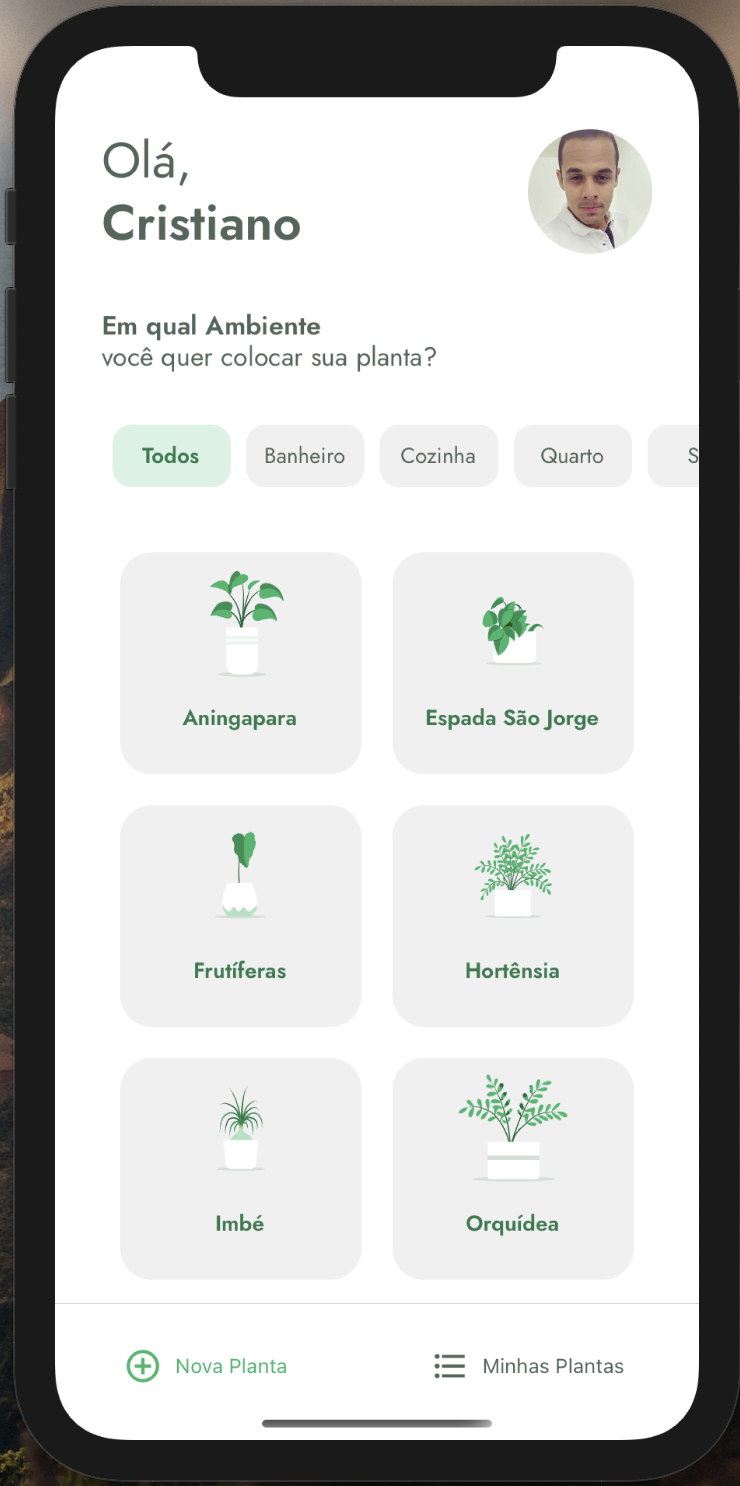 Olá,
Cristiano
Em qual Ambiente
você quer colocar sua planta?
Todos Banheiro Cozinha Quarto S
Aningapara Espada São Jorge
Frutíferas Hortênsia
Imbé Orquídea
Nova Planta Minhas Plantas